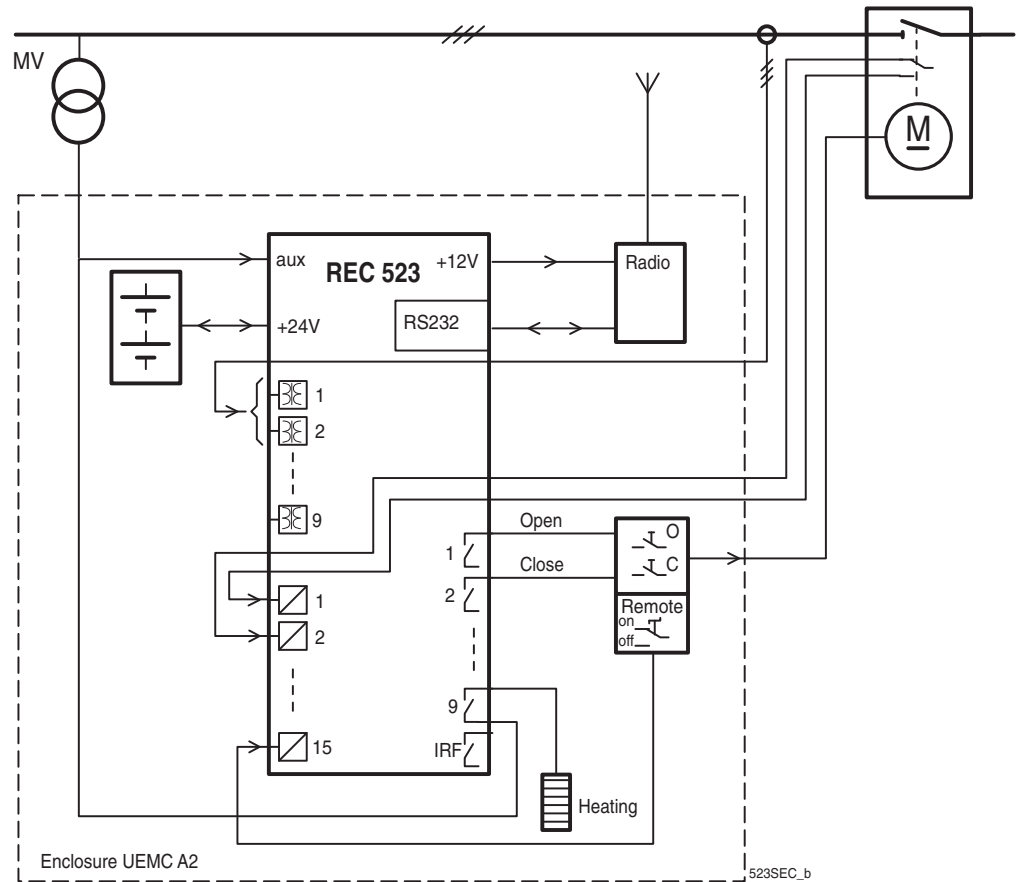 MV
M
aux
REC 523
+12V
Radio
+24V
RS232
1
2
9
Open
1
O
Close
C
1
2
Remote
on
2
off
9
15
IRF
Heating
Enclosure UEMC A2
523SEC_b